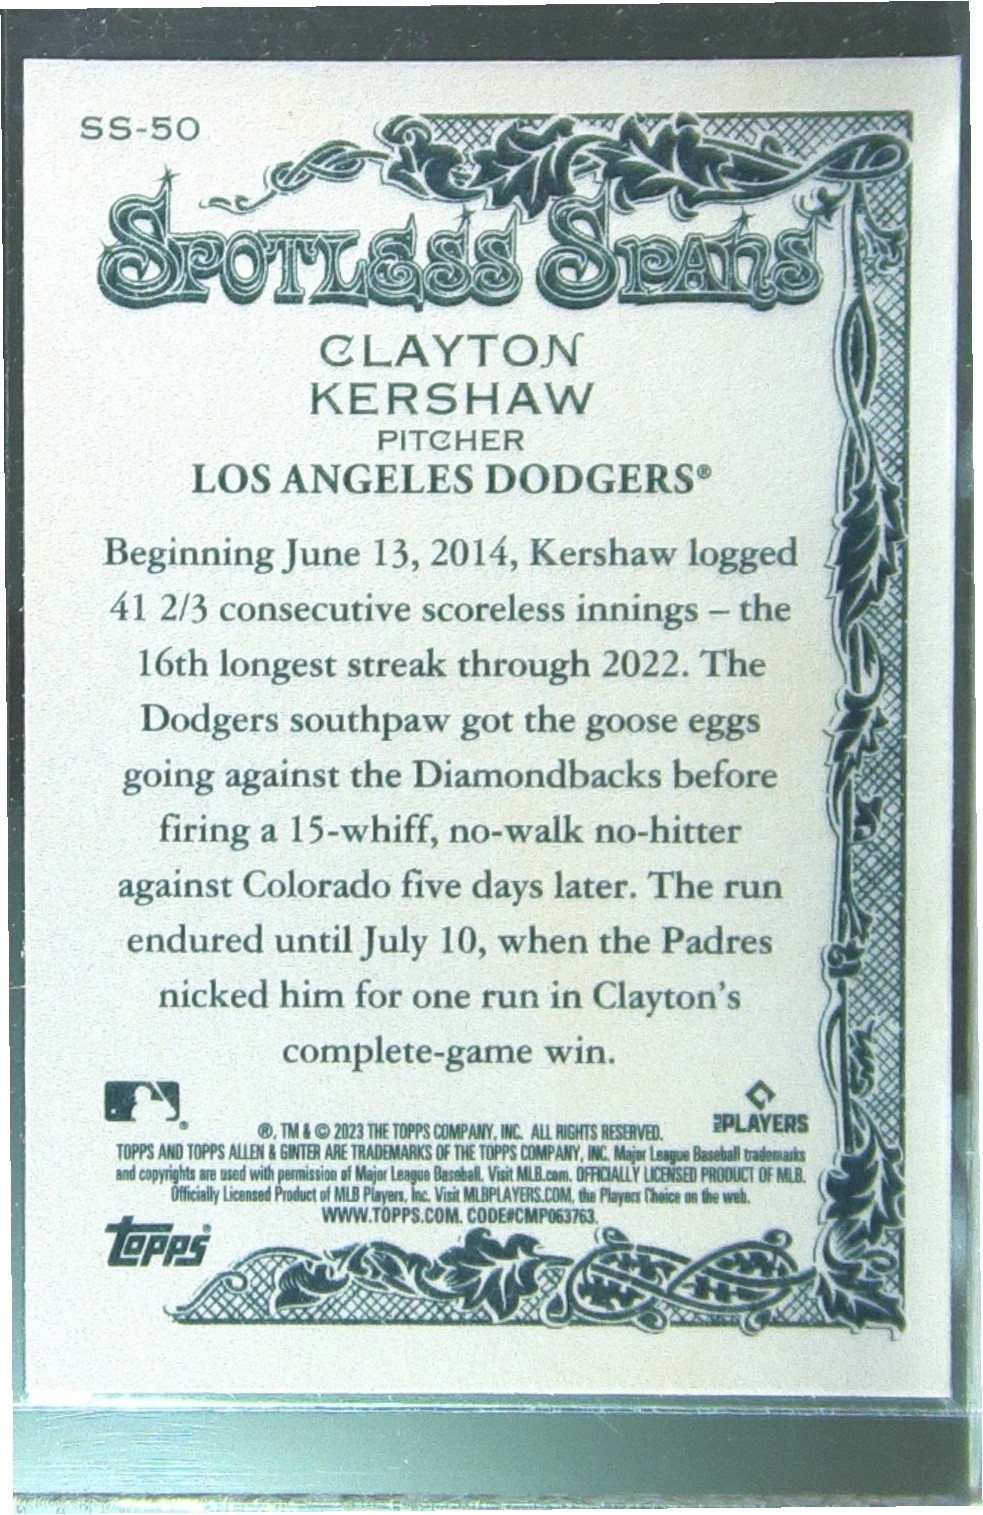 SS-50
SPOTLESS SPANS
CLAYTON
KERSHAW
PITCHER
LOS ANGELES DODGERS®
Beginning June 13, 2014, Kershaw logged
41 2/3 consecutive scoreless innings – the
16th longest streak through 2022. The
Dodgers southpaw got the goose eggs
going against the Diamondbacks before
firing a 15-whiff, no-walk no-hitter
against Colorado five days later. The run
endured until July 10, when the Padres
nicked him for one run in Clayton's
complete-game win.
®
MLB PLAYERS
®, TM & © 2023 THE TOPPS COMPANY, INC. ALL RIGHTS RESERVED.
TOPPS AND TOPPS ALLEN & GINTER ARE TRADEMARKS OF THE TOPPS COMPANY, INC. Major League Baseball trademarks
and copyrights are used with permission of Major League Baseball. Visit MLB.com. OFFICIALLY LICENSED PRODUCT OF MLB.
Officially Licensed Product of MLB Players, Inc. Visit MLBPLAYERS.COM, the Players Choice on the web.
WWW.TOPPS.COM. CODE#CMP063763.
Topps®